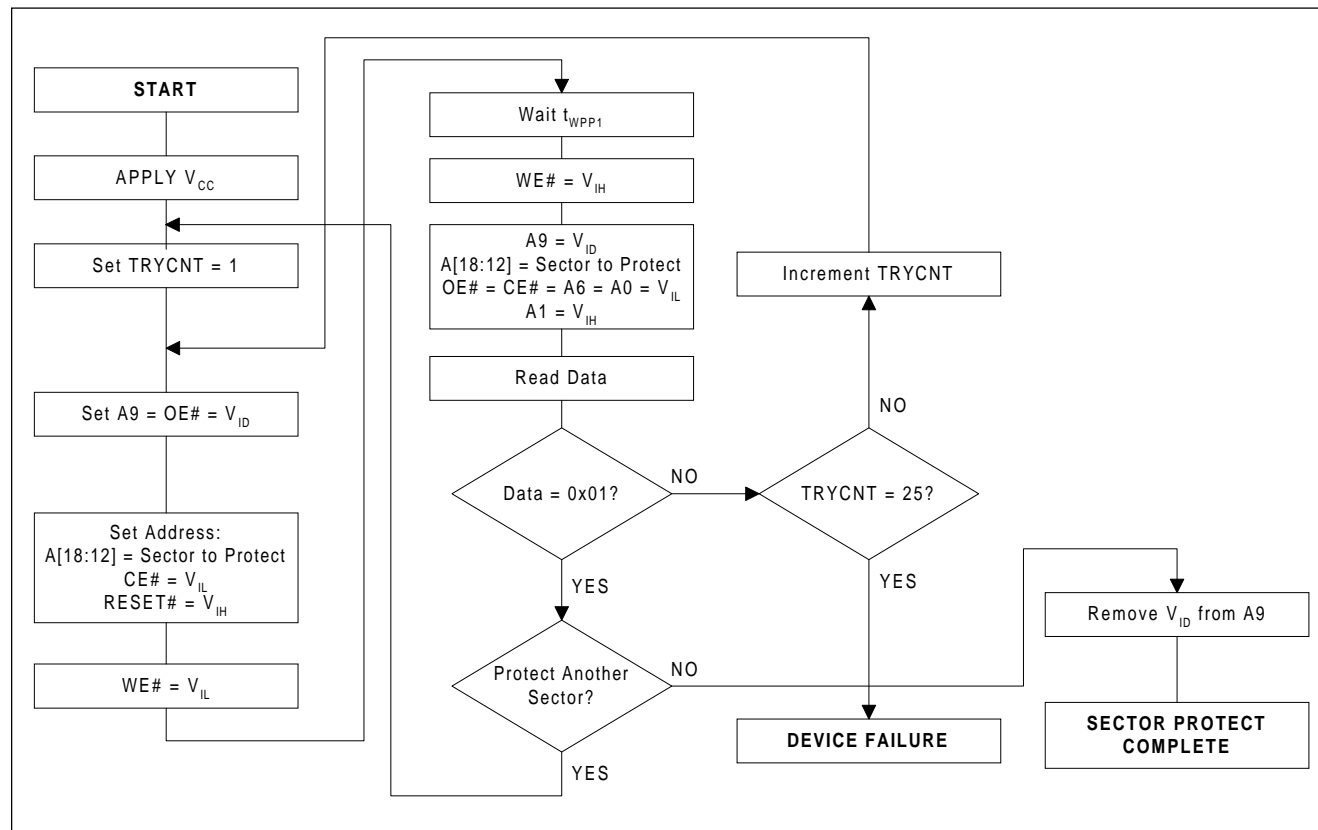 START
APPLY V_CC
Set TRYCNT = 1
Set A9 = OE# = V_ID
Set Address:
A[18:12] = Sector to Protect
CE# = V_IL
RESET# = V_IH
WE# = V_IL
Wait t_WPP1
WE# = V_IH
A9 = V_ID
A[18:12] = Sector to Protect
OE# = CE# = A6 = A0 = V_IL
A1 = V_IH
Read Data
Data = 0x01?
NO
YES
Protect Another
Sector?
NO
YES
Increment TRYCNT
NO
TRYCNT = 25?
YES
DEVICE FAILURE
Remove V_ID from A9
SECTOR PROTECT
COMPLETE